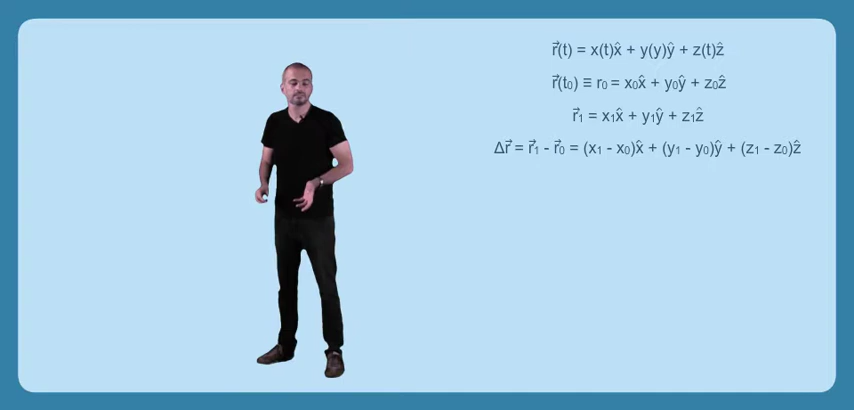 r⃗(t) = x(t)x̂ + y(y)ŷ + z(t)ẑ
r⃗(t₀) ≡ r₀ = x₀x̂ + y₀ŷ + z₀ẑ
r⃗₁ = x₁x̂ + y₁ŷ + z₁ẑ
Δr⃗ = r⃗₁ - r⃗₀ = (x₁ - x₀)x̂ + (y₁ - y₀)ŷ + (z₁ - z₀)ẑ